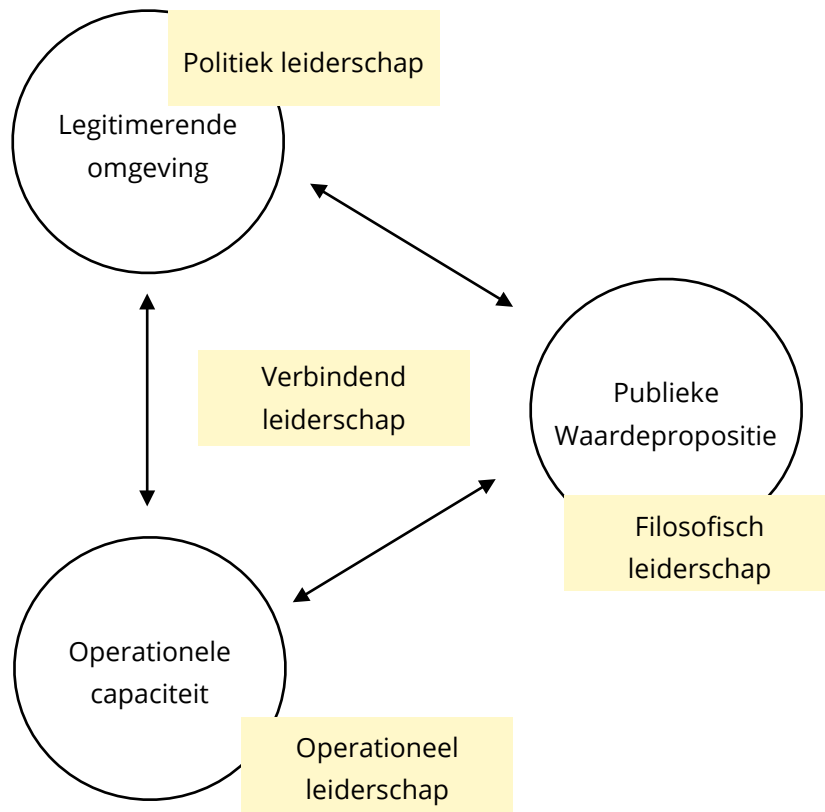 Politiek leiderschap
Legitimerende
omgeving
Verbindend
leiderschap
Publieke
Waardepropositie
Filosofisch
leiderschap
Operationele
capaciteit
Operationeel
leiderschap